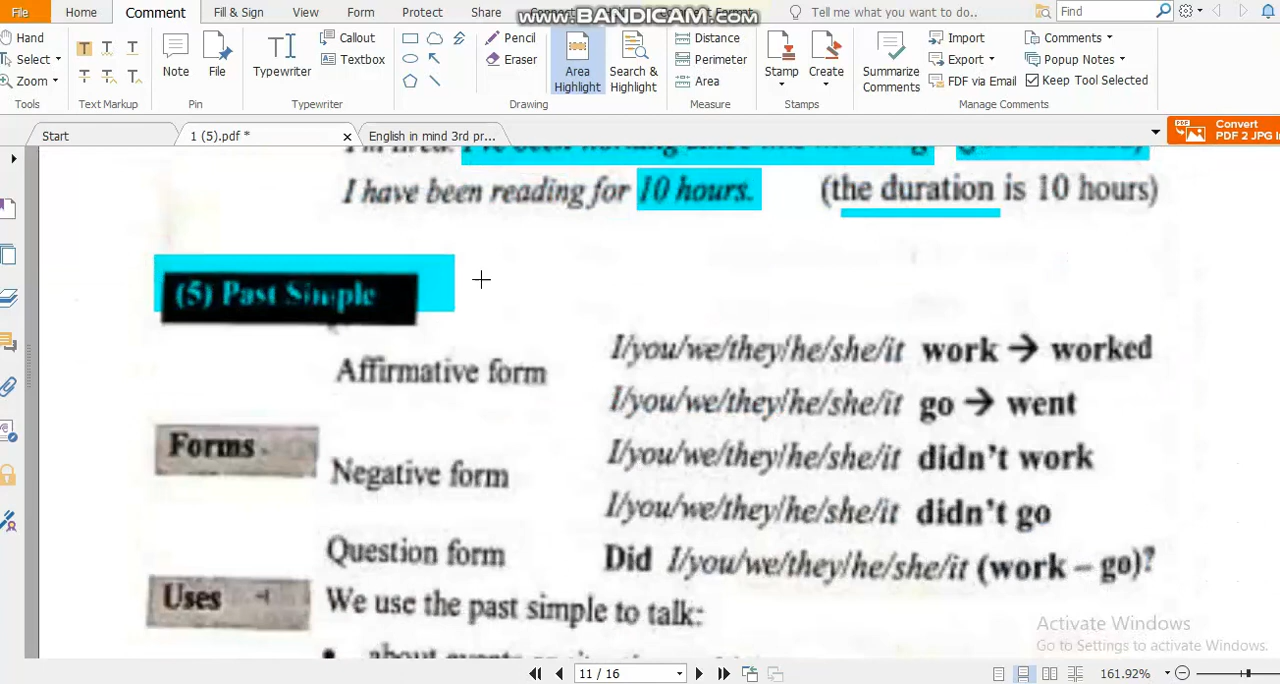 File Home Comment Fill & Sign View Form Protect Share Tell me what you want to do.. Find
www.BANDICAM.com
Hand
Select
Zoom
Tools
Text Markup
Note
File
Pin
Typewriter
Callout
Textbox
Typewriter
Pencil
Eraser
Area Highlight
Search & Highlight
Drawing
Distance
Perimeter
Area
Measure
Stamp
Create
Stamps
Summarize Comments
Import
Export
FDF via Email
Comments
Popup Notes
Keep Tool Selected
Manage Comments
Start
1 (5).pdf *
English in mind 3rd pr...
Convert
PDF 2 JPG
I have been reading for 10 hours. (the duration is 10 hours)
(5) Past Simple
Affirmative form
I/you/we/they/he/she/it work → worked
I/you/we/they/he/she/it go → went
Forms
Negative form
I/you/we/they/he/she/it didn't work
I/you/we/they/he/she/it didn't go
Question form
Did I/you/we/they/he/she/it (work – go)?
Uses
We use the past simple to talk:
Activate Windows
Go to Settings to activate Windows.
11 / 16
161.92%